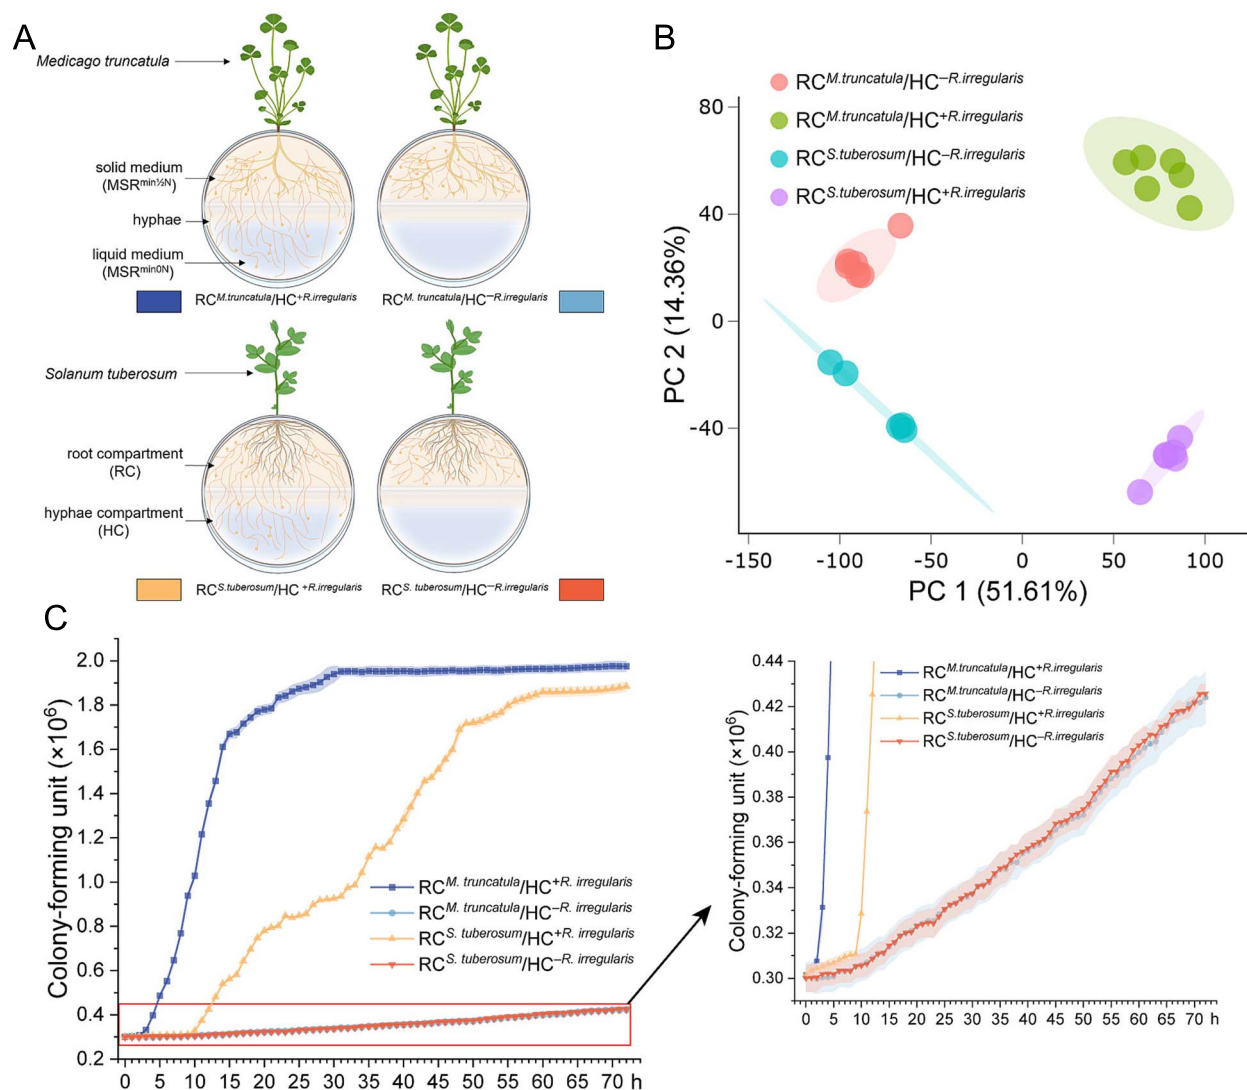 A
Medicago truncatula
solid medium
(MSRmin½N)
hyphae
liquid medium
(MSRmin0N)
RCM.truncatula/HC+R.irregularis
RCM. truncatula/HC–R.irregularis
Solanum tuberosum
root compartment
(RC)
hyphae compartment
(HC)
RCS.tuberosum/HC +R.irregularis
RCS. tuberosum/HC–R.irregularis
B
RCM.truncatula/HC–R.irregularis
RCM.truncatula/HC+R.irregularis
RCS.tuberosum/HC–R.irregularis
RCS.tuberosum/HC+R.irregularis
PC 2 (14.36%)
80
40
0
-40
-150 -100 -50 0 50 100
PC 1 (51.61%)
C
Colony-forming unit (×10⁶)
2.0
1.8
1.6
1.4
1.2
1.0
0.8
0.6
0.4
0.2
0 5 10 15 20 25 30 35 40 45 50 55 60 65 70 h
RCM. truncatula/HC+R. irregularis
RCM. truncatula/HC–R. irregularis
RCS. tuberosum/HC+R. irregularis
RCS. tuberosum/HC–R. irregularis
Colony-forming unit (×10⁶)
0.44
0.42
0.40
0.38
0.36
0.34
0.32
0.30
0 5 10 15 20 25 30 35 40 45 50 55 60 65 70 h
RCM.truncatula/HC+R.irregularis
RCM.truncatula/HC–R.irregularis
RCS.tuberosum/HC+R.irregularis
RCS.tuberosum/HC–R.irregularis